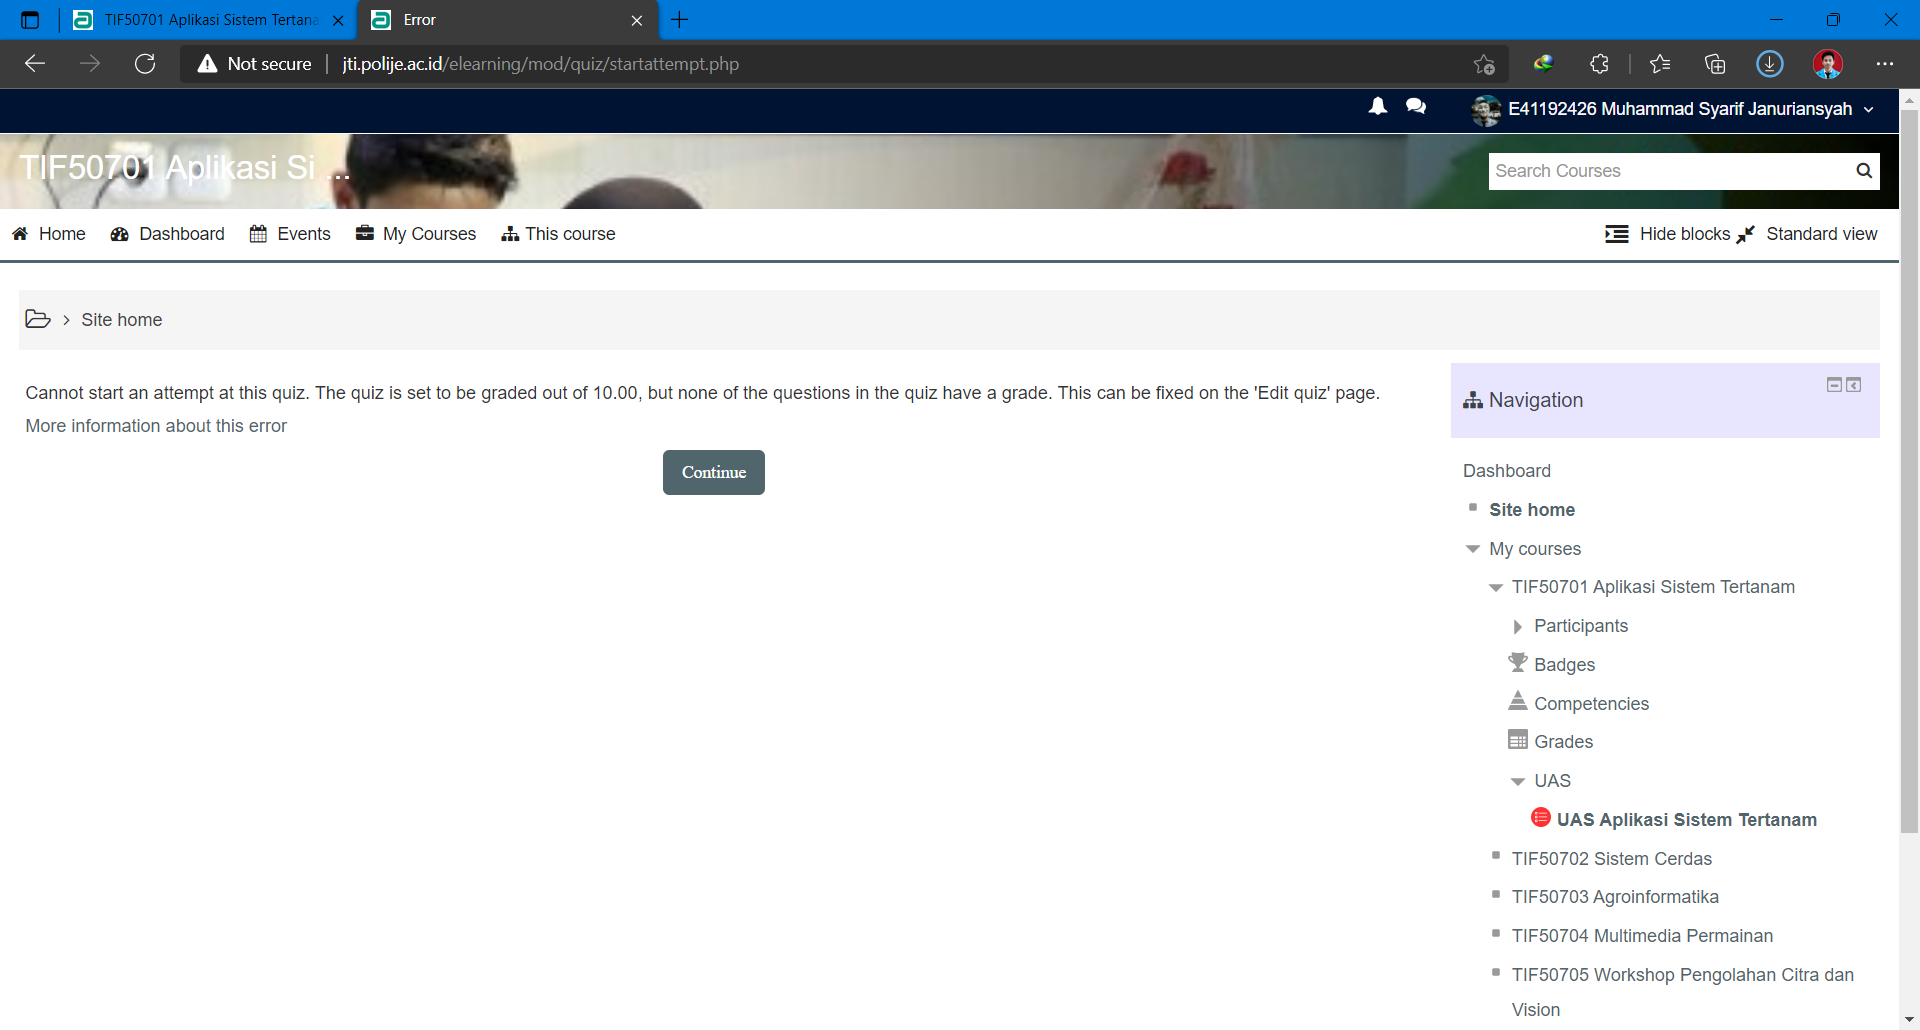 TIF50701 Aplikasi Sistem Tertana
Error
Not secure
jti.polije.ac.id/elearning/mod/quiz/startattempt.php
E41192426 Muhammad Syarif Januriansyah
TIF50701 Aplikasi Si ...
Search Courses
Home
Dashboard
Events
My Courses
This course
Hide blocks
Standard view
Site home
Cannot start an attempt at this quiz. The quiz is set to be graded out of 10.00, but none of the questions in the quiz have a grade. This can be fixed on the 'Edit quiz' page.
More information about this error
Continue
Navigation
Dashboard
Site home
My courses
TIF50701 Aplikasi Sistem Tertanam
Participants
Badges
Competencies
Grades
UAS
UAS Aplikasi Sistem Tertanam
TIF50702 Sistem Cerdas
TIF50703 Agroinformatika
TIF50704 Multimedia Permainan
TIF50705 Workshop Pengolahan Citra dan
Vision